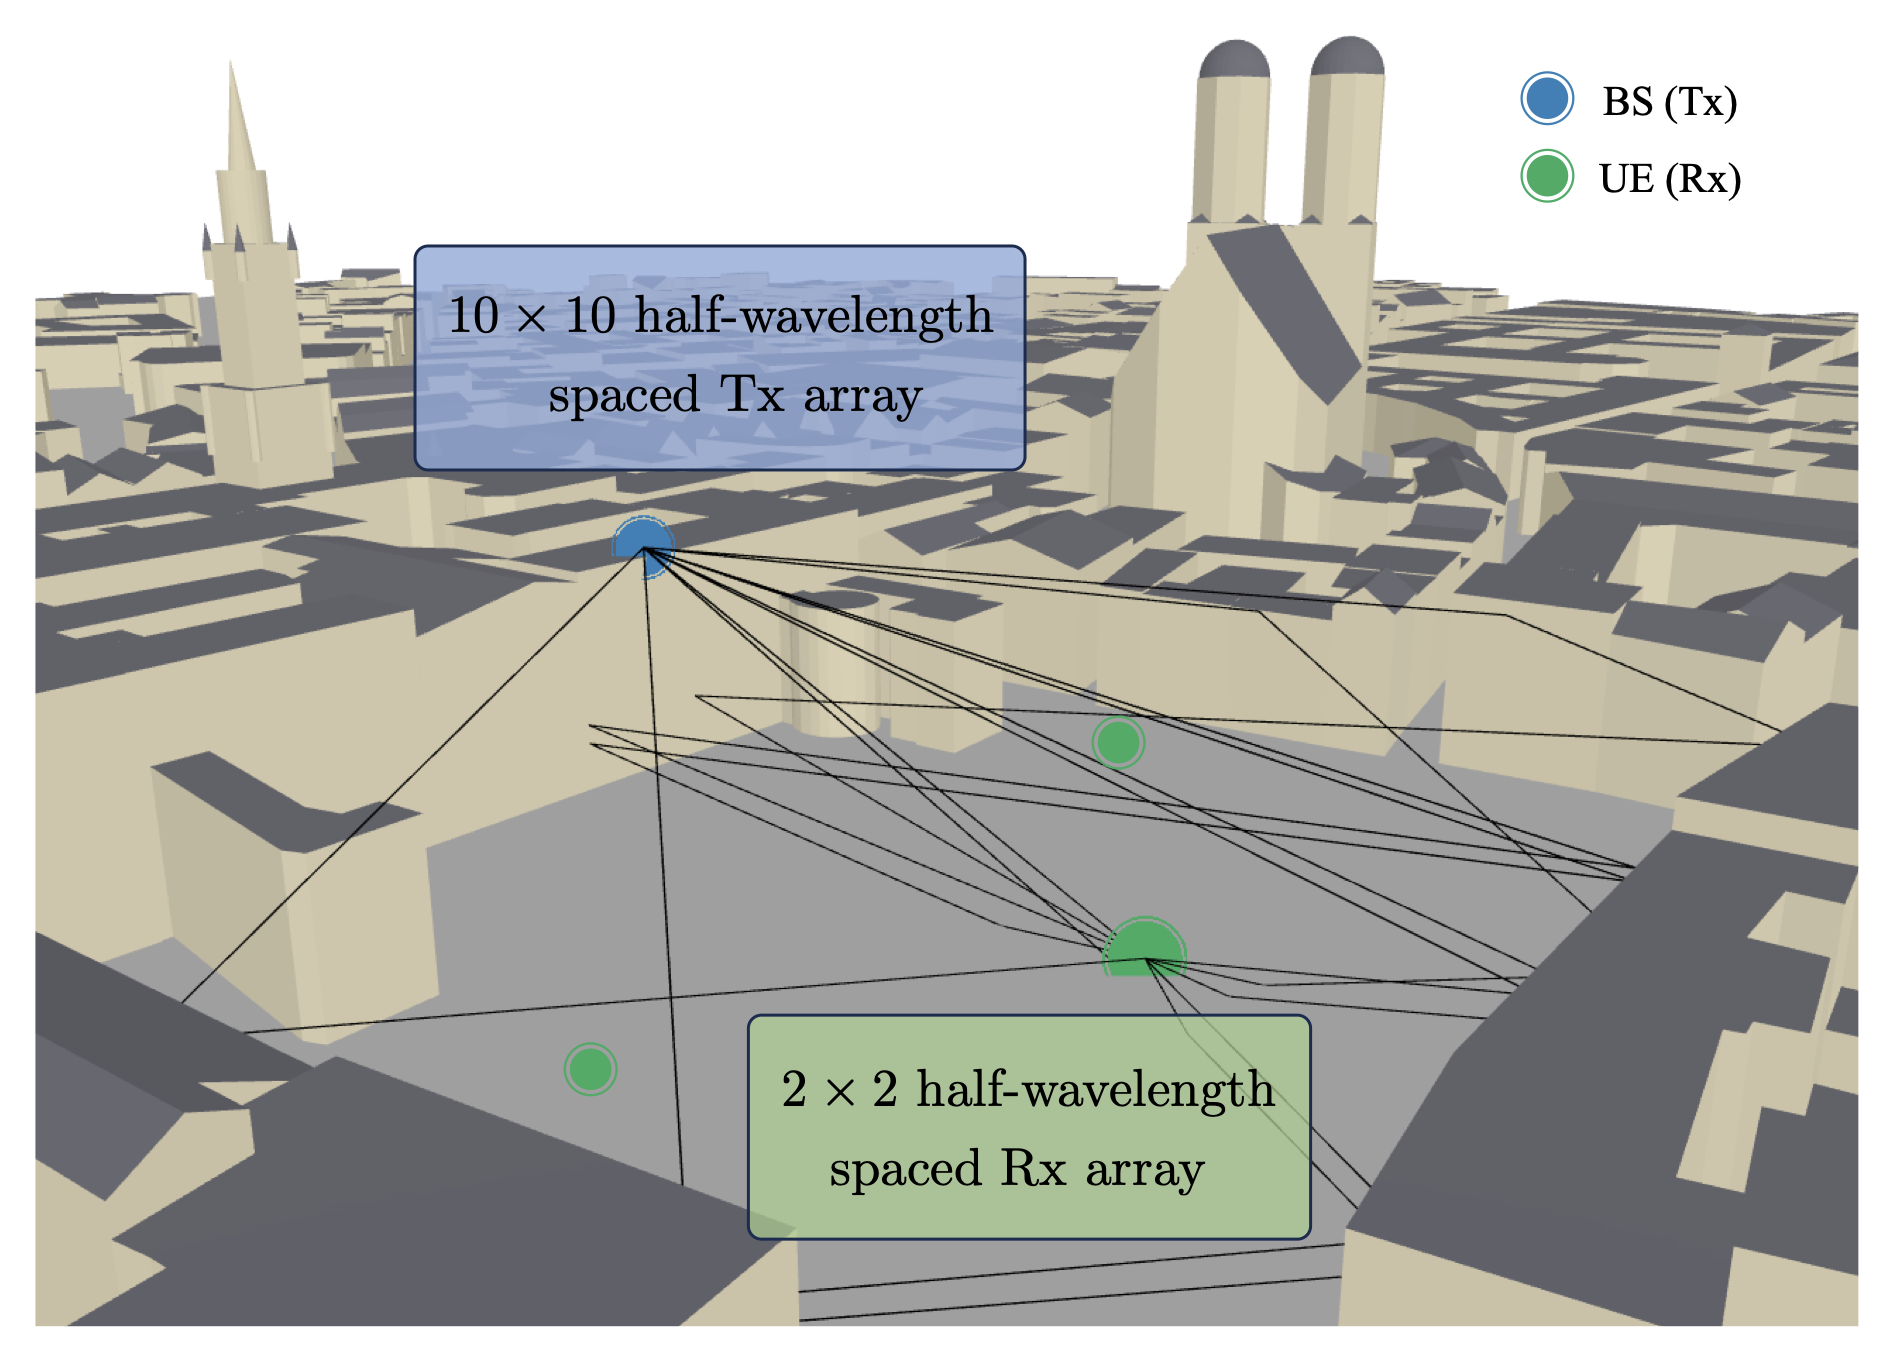 BS (Tx)
UE (Rx)
10 × 10 half-wavelength
spaced Tx array
2 × 2 half-wavelength
spaced Rx array